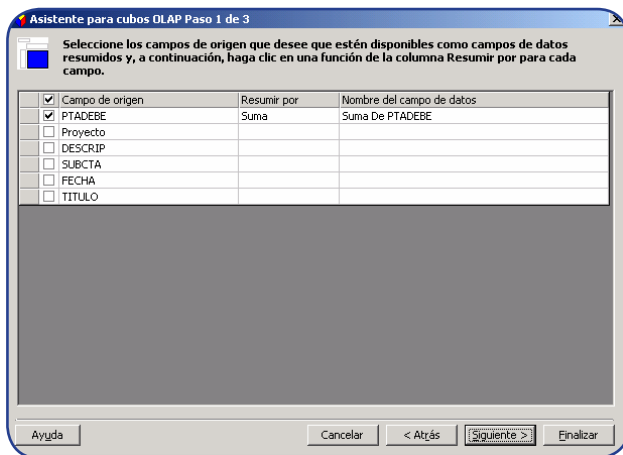 Asistente para cubos OLAP Paso 1 de 3
Seleccione los campos de origen que desee que estén disponibles como campos de datos
resumidos y, a continuación, haga clic en una función de la columna Resumir por para cada
campo.
Campo de origen Resumir por Nombre del campo de datos
PTADEBE Suma Suma De PTADEBE
Proyecto
DESCRIP
SUBCTA
FECHA
TITULO
Ayuda Cancelar < Atrás Siguiente > Finalizar